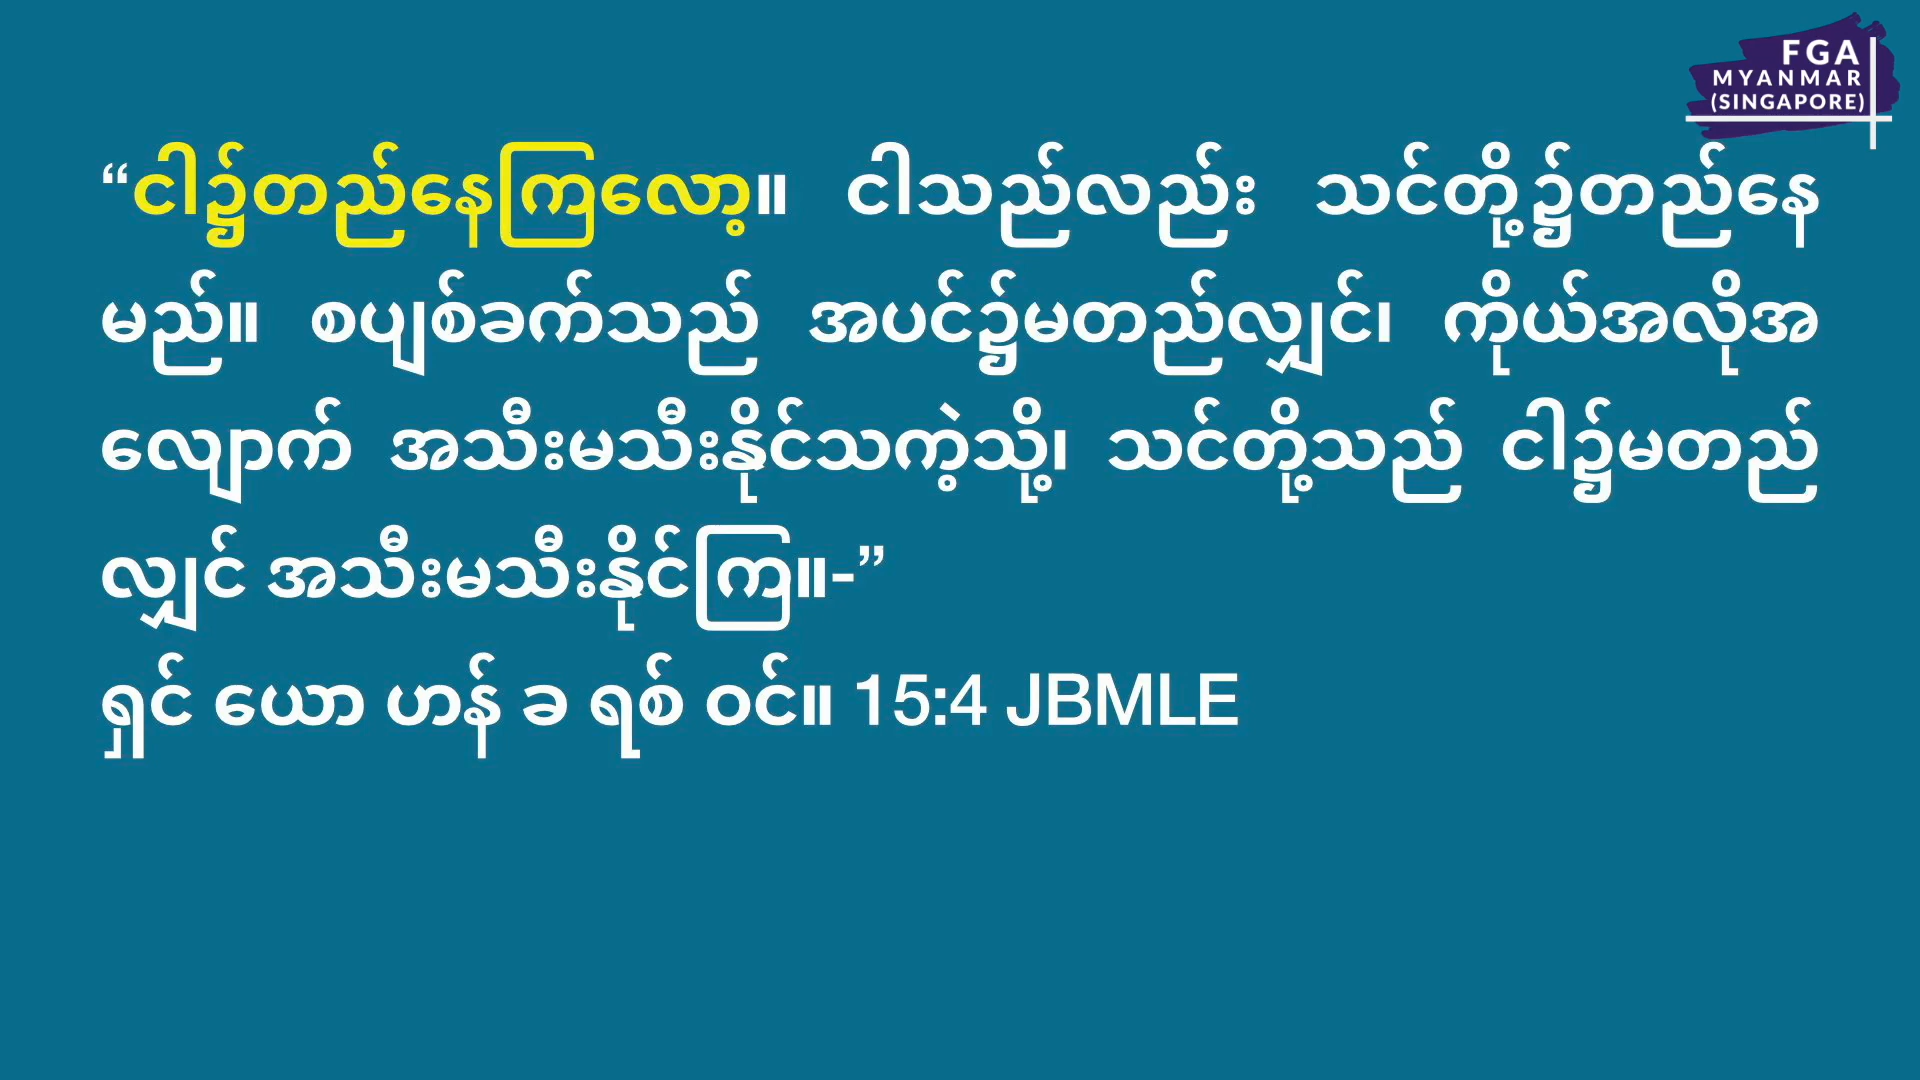 FGA
MYANMAR
(SINGAPORE)
“ငါ၌တည်နေကြလော့။ ငါသည်လည်း သင်တို့၌တည်နေ
မည်။ စပျစ်ခက်သည် အပင်၌မတည်လျှင်၊ ကိုယ်အလိုအ
လျောက် အသီးမသီးနိုင်သကဲ့သို့၊ သင်တို့သည် ငါ၌မတည်
လျှင် အသီးမသီးနိုင်ကြ။-”
ရှင် ယော ဟန် ခ ရစ် ဝင်။ 15:4 JBMLE